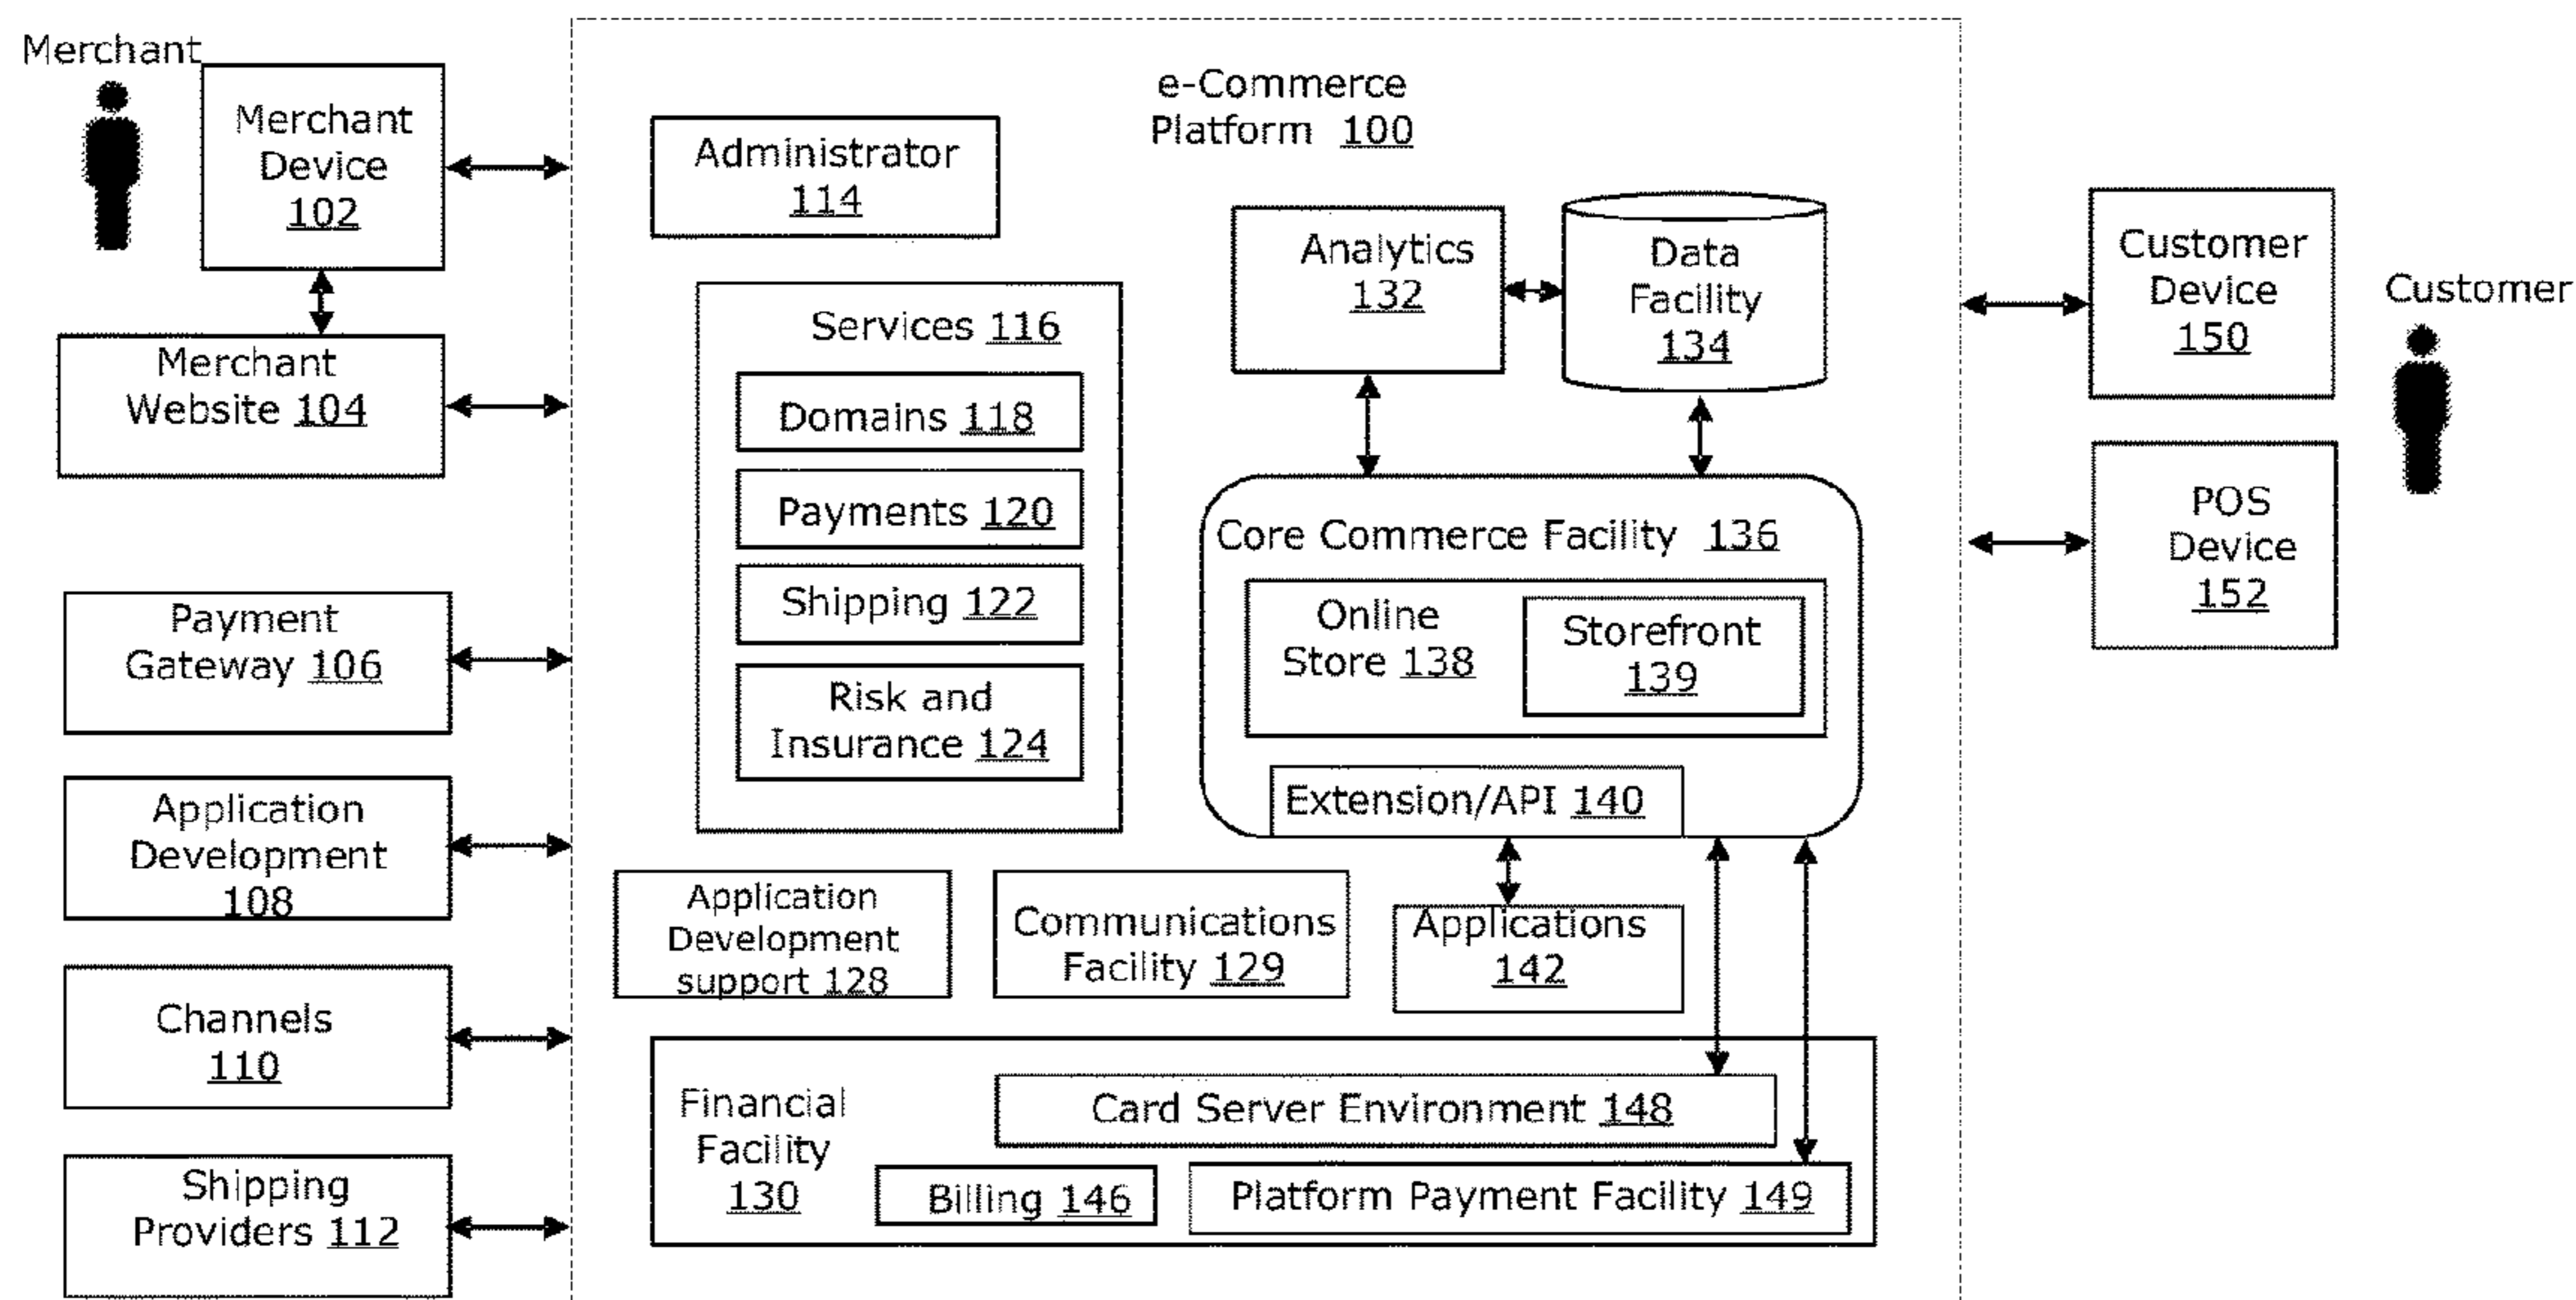 Merchant
Merchant
Device
102
Merchant
Website 104
Payment
Gateway 106
Application
Development
108
Channels
110
Shipping
Providers 112
e-Commerce
Platform 100
Administrator
114
Services 116
Domains 118
Payments 120
Shipping 122
Risk and
Insurance 124
Analytics
132
Data
Facility
134
Core Commerce Facility 136
Online
Store 138
Storefront
139
Extension/API 140
Application
Development
support 128
Communications
Facility 129
Applications
142
Financial
Facility
130
Card Server Environment 148
Billing 146
Platform Payment Facility 149
Customer
Device
150
Customer
POS
Device
152